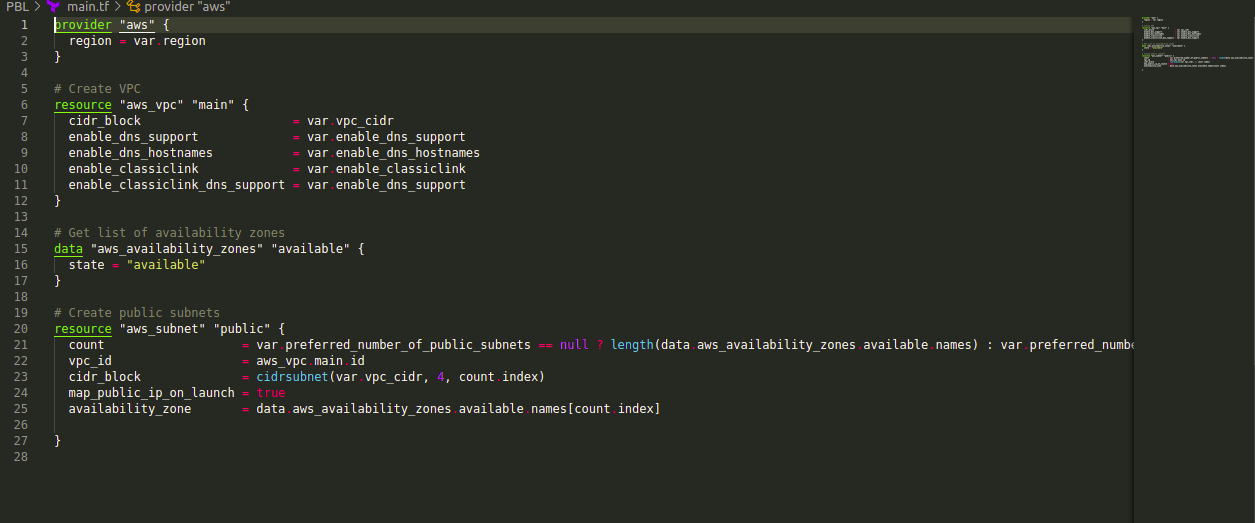 PBL > main.tf > provider "aws"
1 provider "aws" {
2   region = var.region
3 }
4
5 # Create VPC
6 resource "aws_vpc" "main" {
7   cidr_block                     = var.vpc_cidr
8   enable_dns_support             = var.enable_dns_support
9   enable_dns_hostnames           = var.enable_dns_hostnames
10   enable_classiclink             = var.enable_classiclink
11   enable_classiclink_dns_support = var.enable_dns_support
12 }
13
14 # Get list of availability zones
15 data "aws_availability_zones" "available" {
16   state = "available"
17 }
18
19 # Create public subnets
20 resource "aws_subnet" "public" {
21   count                   = var.preferred_number_of_public_subnets == null ? length(data.aws_availability_zones.available.names) : var.preferred_numbe
22   vpc_id                  = aws_vpc.main.id
23   cidr_block              = cidrsubnet(var.vpc_cidr, 4, count.index)
24   map_public_ip_on_launch = true
25   availability_zone       = data.aws_availability_zones.available.names[count.index]
26
27 }
28